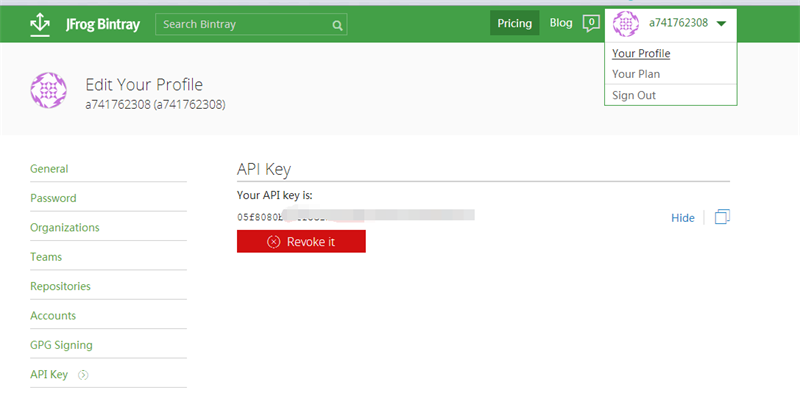 JFrog Bintray
Search Bintray
Pricing
Blog
0
a741762308
Your Profile
Your Plan
Sign Out
Edit Your Profile
a741762308 (a741762308)
General
Password
Organizations
Teams
Repositories
Accounts
GPG Signing
API Key
API Key
Your API key is:
Hide
Revoke it